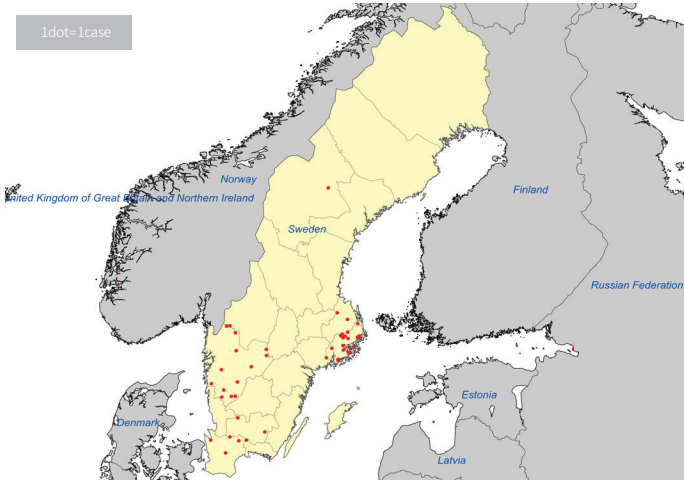 1dot=1case
Norway
United Kingdom of Great Britain and Northern Ireland
Finland
Sweden
Russian Federation
Estonia
Denmark
Latvia